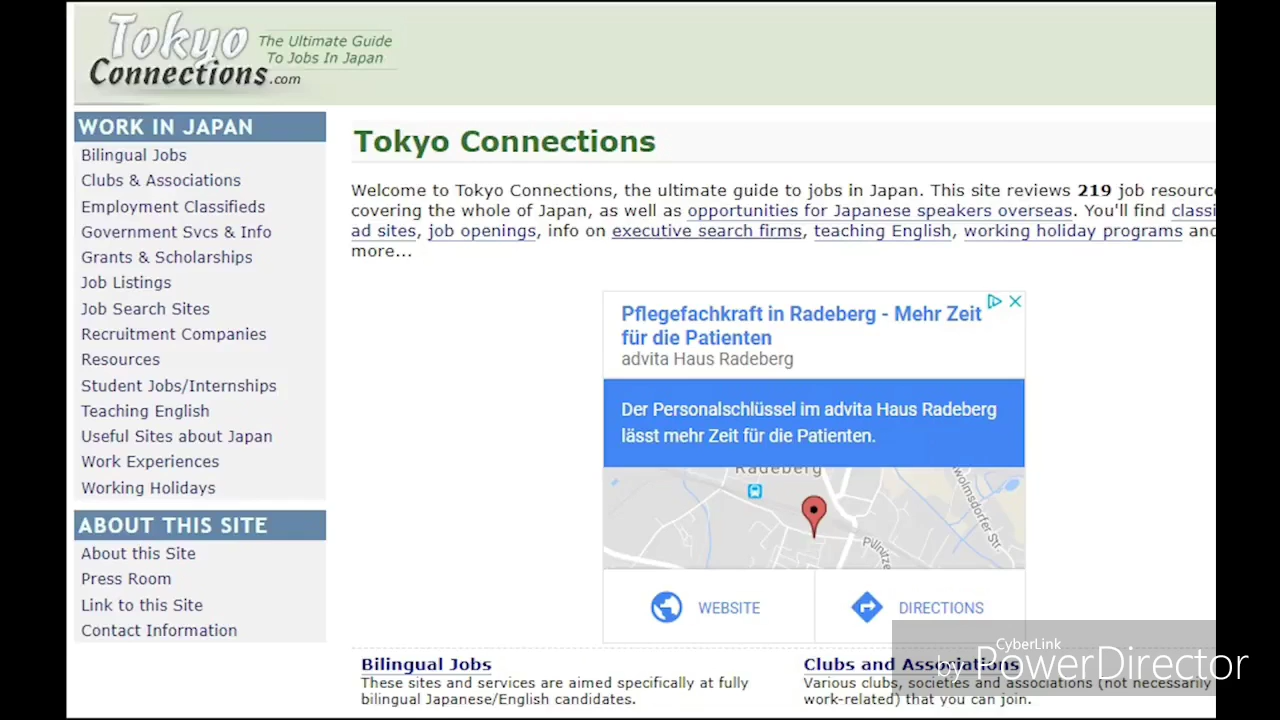 Tokyo
Connections.com
The Ultimate Guide
To Jobs In Japan
WORK IN JAPAN
Bilingual Jobs
Clubs & Associations
Employment Classifieds
Government Svcs & Info
Grants & Scholarships
Job Listings
Job Search Sites
Recruitment Companies
Resources
Student Jobs/Internships
Teaching English
Useful Sites about Japan
Work Experiences
Working Holidays
ABOUT THIS SITE
About this Site
Press Room
Link to this Site
Contact Information
Tokyo Connections
Welcome to Tokyo Connections, the ultimate guide to jobs in Japan. This site reviews 219 job resourc
covering the whole of Japan, as well as opportunities for Japanese speakers overseas. You'll find classi
ad sites, job openings, info on executive search firms, teaching English, working holiday programs and
more...
Pflegefachkraft in Radeberg - Mehr Zeit
für die Patienten
advita Haus Radeberg
Der Personalschlüssel im advita Haus Radeberg
lässt mehr Zeit für die Patienten.
Radeberg
wolmsdorfer Str.
Pulnitze
WEBSITE
DIRECTIONS
Bilingual Jobs
These sites and services are aimed specifically at fully
bilingual Japanese/English candidates.
Clubs and Associations
Various clubs, societies and associations (not necessarily
work-related) that you can join.
CyberLink
by PowerDirector